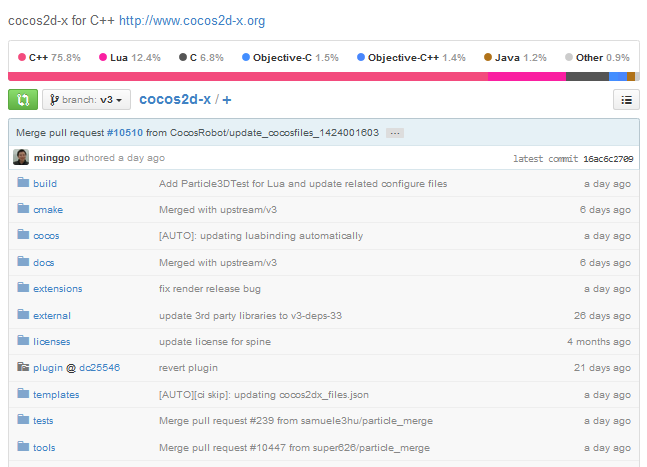 cocos2d-x for C++ http://www.cocos2d-x.org
C++ 75.8% Lua 12.4% C 6.8% Objective-C 1.5% Objective-C++ 1.4% Java 1.2% Other 0.9%
branch: v3 cocos2d-x / +
Merge pull request #10510 from CocosRobot/update_cocosfiles_1424001603 ...
minggo authored a day ago latest commit 16ac6c2709
build Add Particle3DTest for Lua and update related configure files a day ago
cmake Merged with upstream/v3 6 days ago
cocos [AUTO]: updating luabinding automatically a day ago
docs Merged with upstream/v3 6 days ago
extensions fix render release bug a day ago
external update 3rd party libraries to v3-deps-33 26 days ago
licenses update license for spine 4 months ago
plugin @ dc25546 revert plugin 21 days ago
templates [AUTO][ci skip]: updating cocos2dx_files.json a day ago
tests Merge pull request #239 from samuele3hu/particle_merge a day ago
tools Merge pull request #10447 from super626/particle_merge a day ago